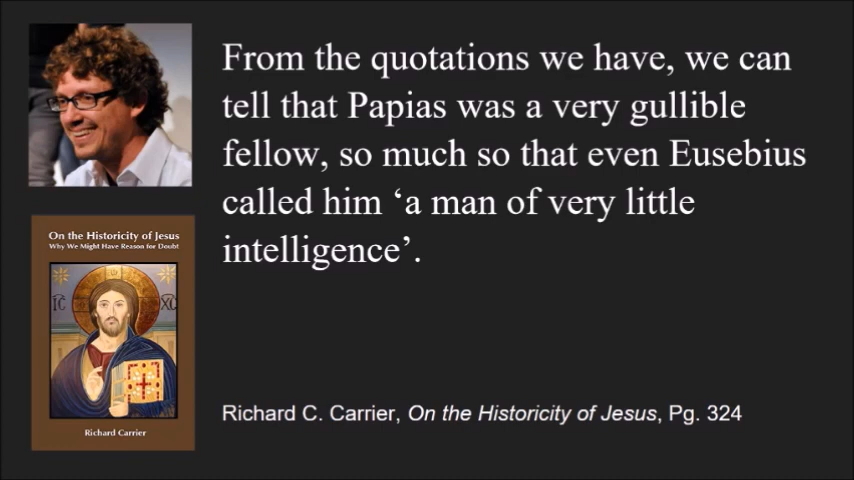 From the quotations we have, we can
tell that Papias was a very gullible
fellow, so much so that even Eusebius
called him ‘a man of very little
intelligence’.
On the Historicity of Jesus
Why We Might Have Reason for Doubt
IC XC
Richard Carrier
Richard C. Carrier, On the Historicity of Jesus, Pg. 324